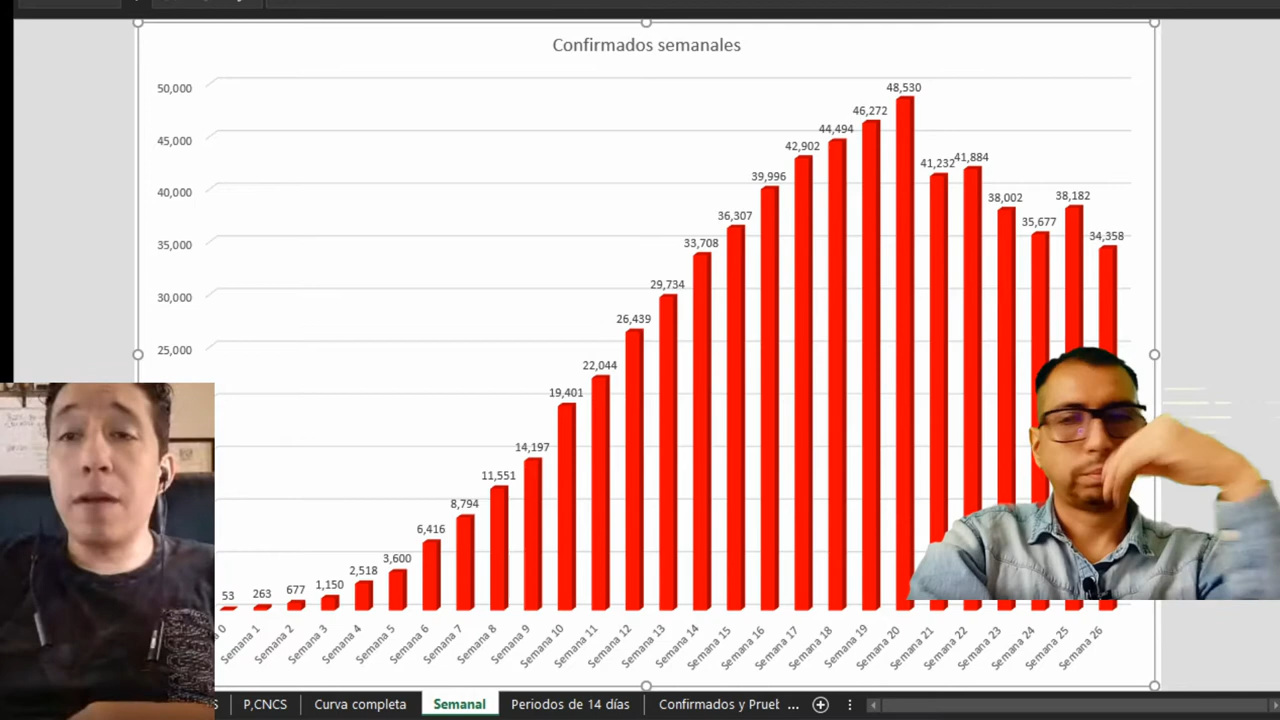 Confirmados semanales
50,000
45,000
40,000
35,000
30,000
25,000
53
263
677
1,150
2,518
3,600
6,416
8,794
11,551
14,197
19,401
22,044
26,439
29,734
33,708
36,307
39,996
42,902
44,494
46,272
48,530
41,232
41,884
38,002
35,677
38,182
34,358
0
Semana 1
Semana 2
Semana 3
Semana 4
Semana 5
Semana 6
Semana 7
Semana 8
Semana 9
Semana 10
Semana 11
Semana 12
Semana 13
Semana 14
Semana 15
Semana 16
Semana 17
Semana 18
Semana 19
Semana 20
Semana 21
Semana 22
Semana 23
Semana 24
Semana 25
Semana 26
S P,CNCS Curva completa Semanal Periodos de 14 días Confirmados y Prueb ...